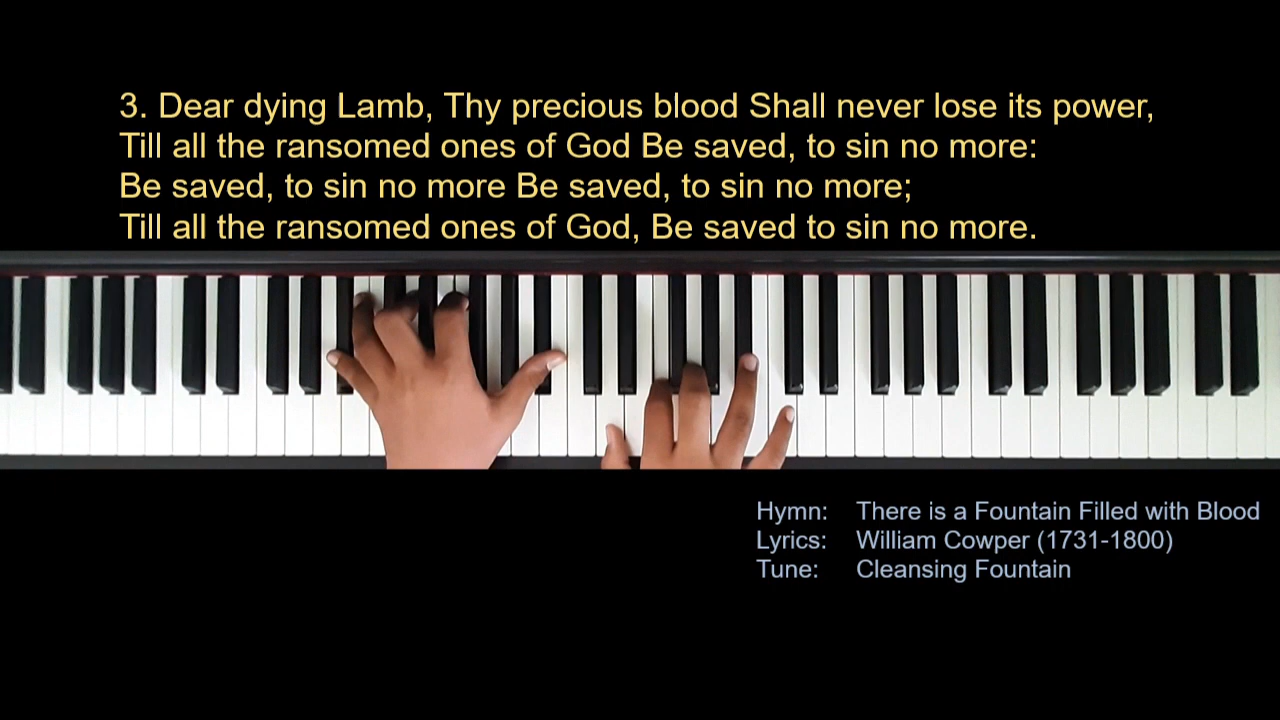 3. Dear dying Lamb, Thy precious blood Shall never lose its power,
Till all the ransomed ones of God Be saved, to sin no more:
Be saved, to sin no more Be saved, to sin no more;
Till all the ransomed ones of God, Be saved to sin no more.
Hymn: There is a Fountain Filled with Blood
Lyrics: William Cowper (1731-1800)
Tune: Cleansing Fountain